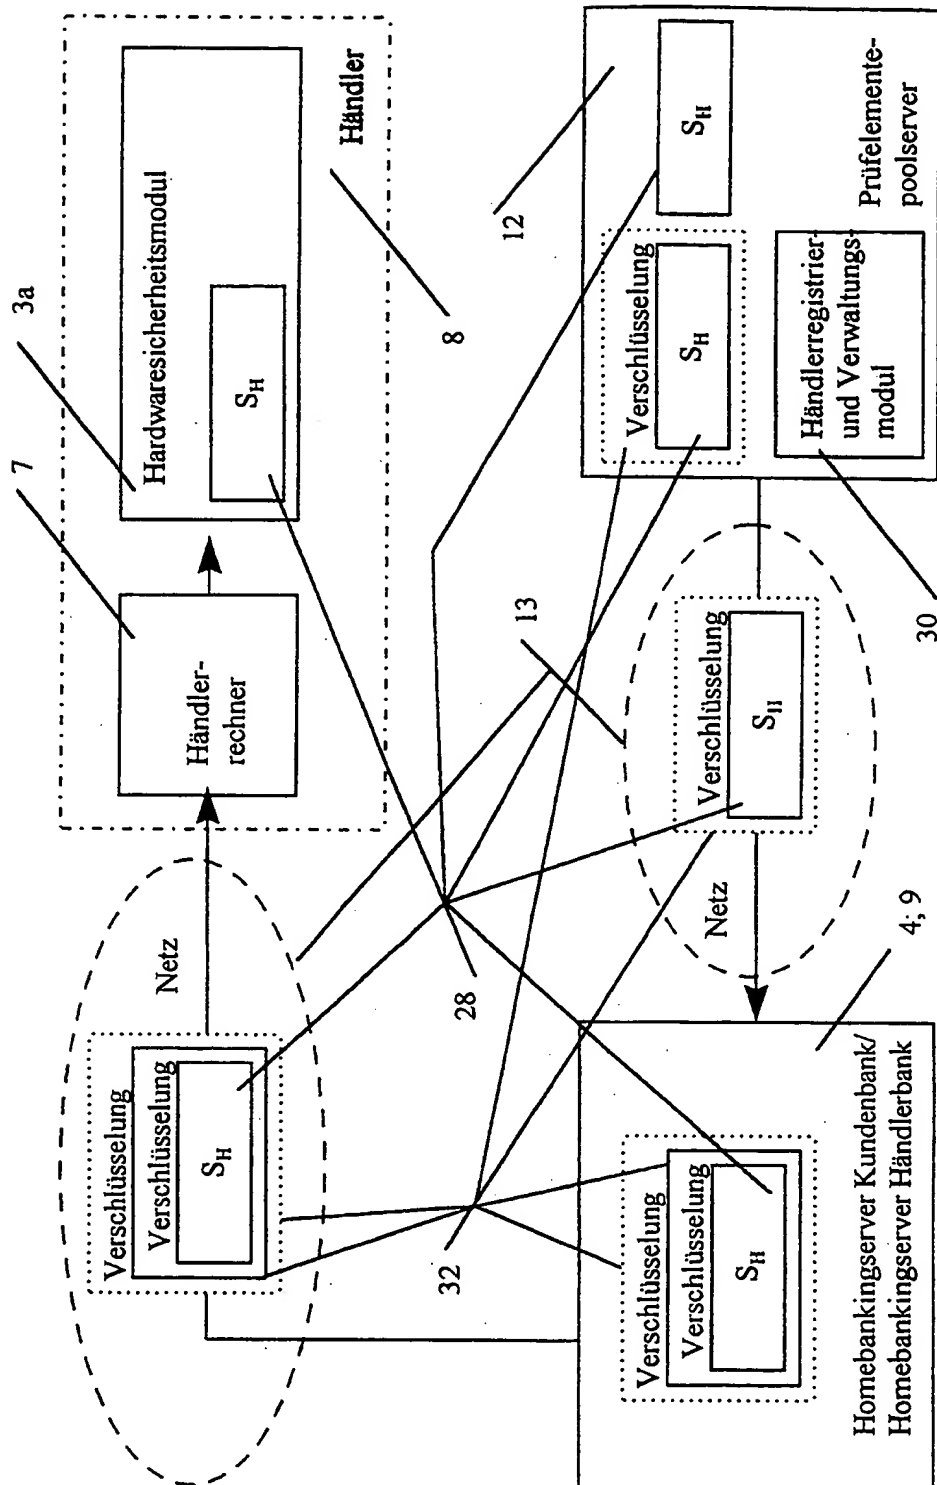 Verschlüsselung
Verschlüsselung
S_H
Netz
7
Händler-
rechner
3a
Hardwaresicherheitsmodul
S_H
Händler
8
32
28
13
12
Verschlüsselung
Verschlüsselung
S_H
Homebankingserver Kundenbank/
Homebankingserver Händlerbank
4; 9
Netz
Verschlüsselung
S_H
30
Verschlüsselung
S_H
S_H
Händlerregistrier-
und Verwaltungs-
modul
Prüfelemente-
poolserver